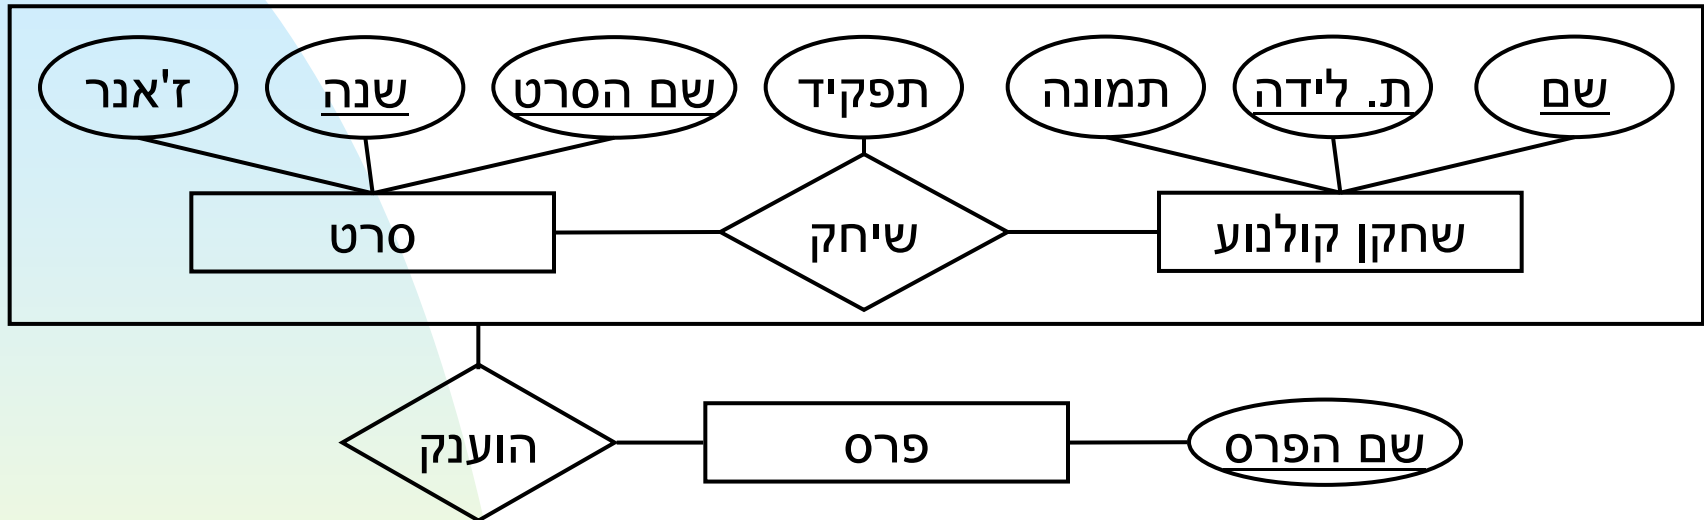 שם
ת. לידה
תמונה
תפקיד
שם הסרט
שנה
ז'אנר
שחקן קולנוע
שיחק
סרט
שם הפרס
פרס
הוענק